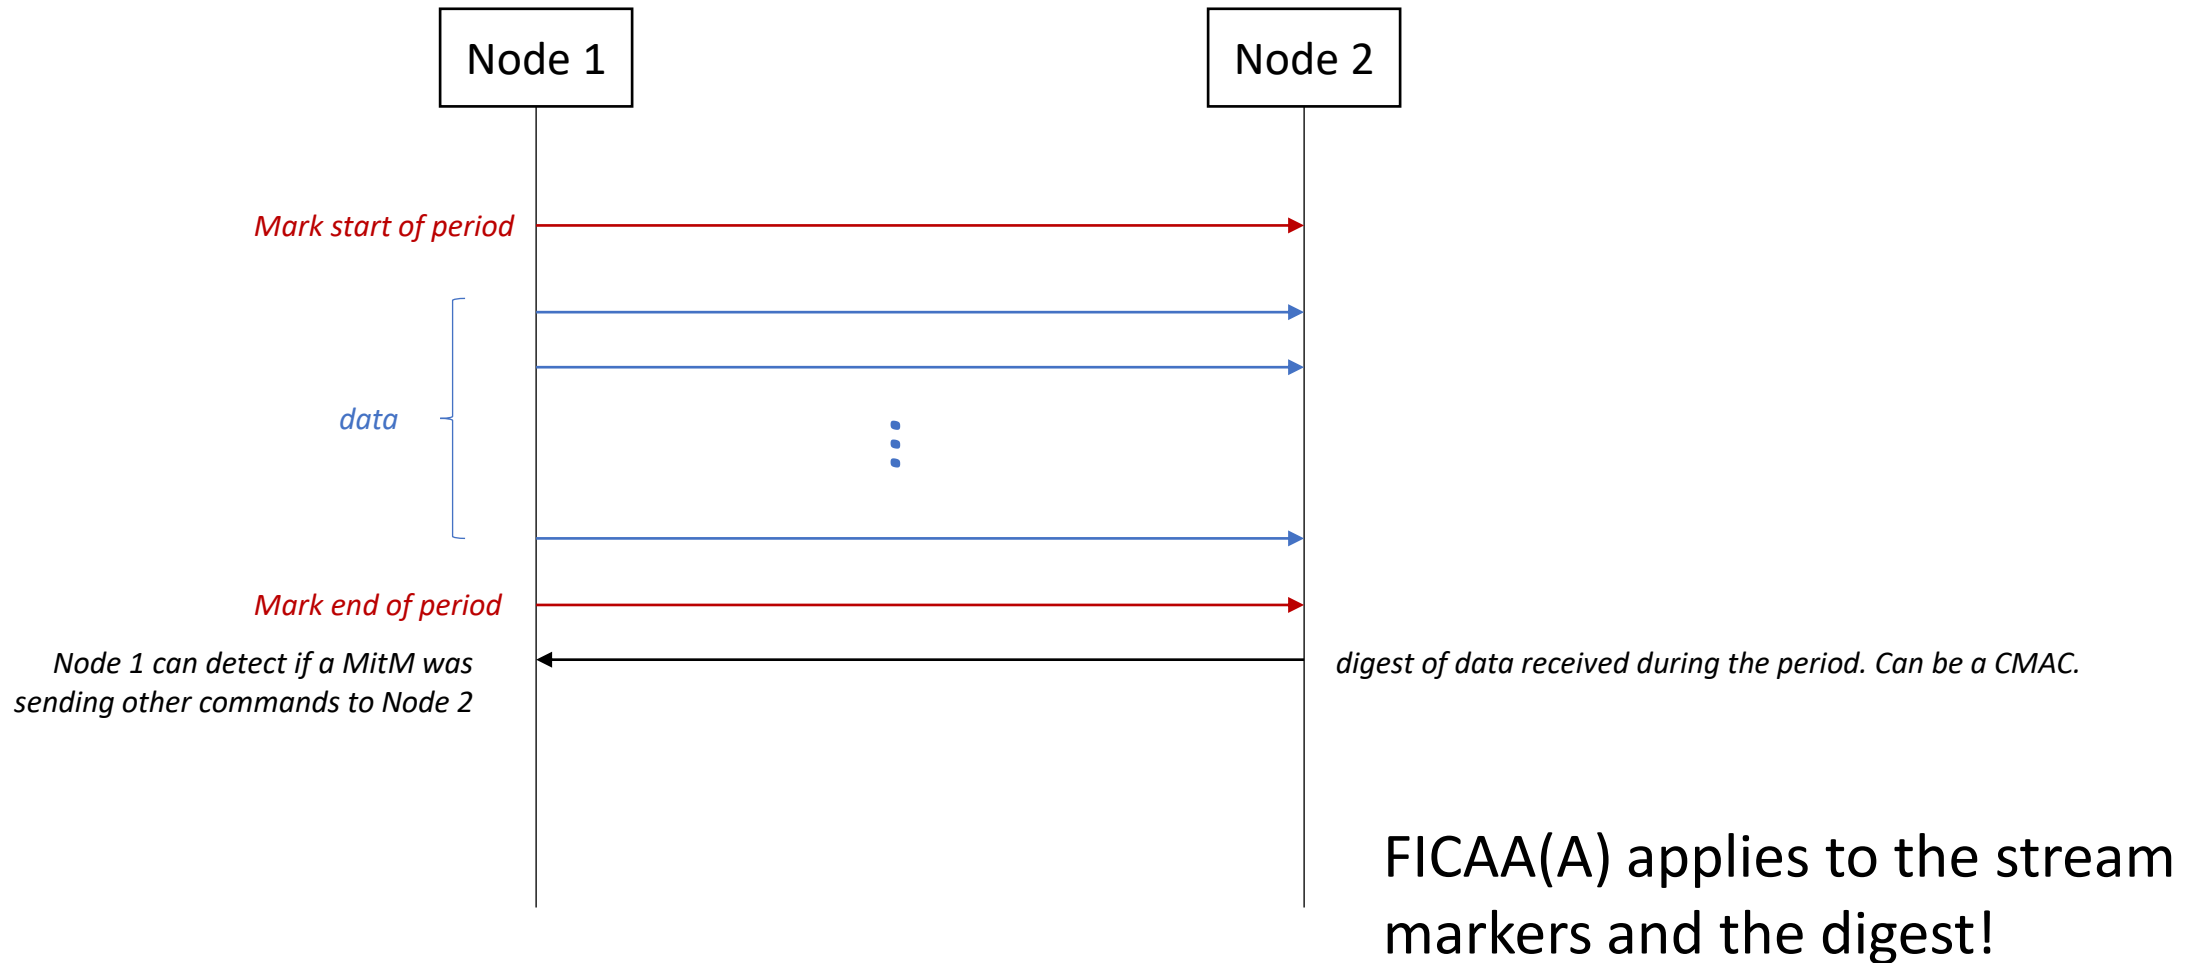 Node 1
Node 2
Mark start of period
data
Mark end of period
Node 1 can detect if a MitM was
sending other commands to Node 2
digest of data received during the period. Can be a CMAC.
FICAA(A) applies to the stream
markers and the digest!